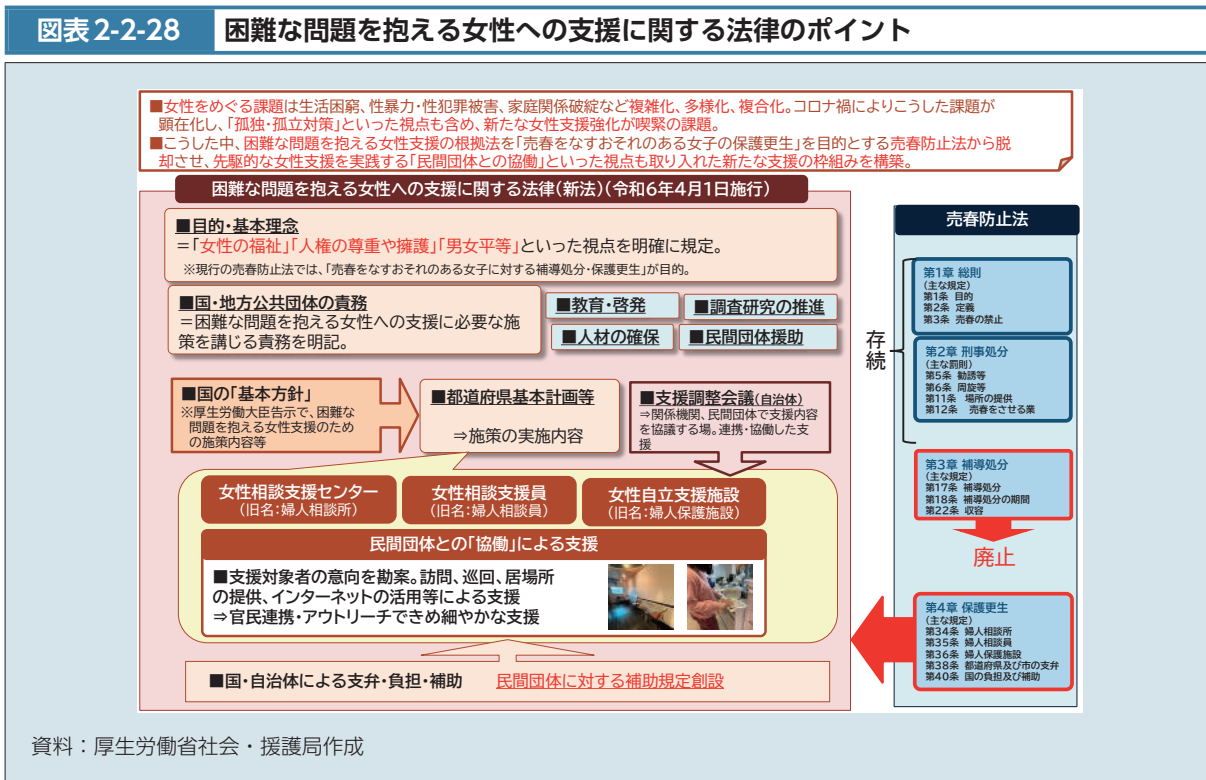 図表2-2-28 困難な問題を抱える女性への支援に関する法律のポイント
■女性をめぐる課題は生活困窮、性暴力・性犯罪被害、家庭関係破綻など複雑化、多様化、複合化。コロナ禍によりこうした課題が
顕在化し、「孤独・孤立対策」といった視点も含め、新たな女性支援強化が喫緊の課題。
■こうした中、困難な問題を抱える女性支援の根拠法を「売春をなすおそれのある女子の保護更生」を目的とする売春防止法から脱
却させ、先駆的な女性支援を実践する「民間団体との協働」といった視点も取り入れた新たな支援の枠組みを構築。
困難な問題を抱える女性への支援に関する法律(新法)(令和6年4月1日施行)
■目的・基本理念
=「女性の福祉」「人権の尊重や擁護」「男女平等」といった視点を明確に規定。
※現行の売春防止法では、「売春をなすおそれのある女子に対する補導処分・保護更生」が目的。
■国・地方公共団体の責務
=困難な問題を抱える女性への支援に必要な施
策を講じる責務を明記。
■教育・啓発
■調査研究の推進
■人材の確保
■民間団体援助
■国の「基本方針」
※厚生労働大臣告示で、困難な
問題を抱える女性支援のため
の施策内容等
■都道府県基本計画等
⇒施策の実施内容
■支援調整会議(自治体)
⇒関係機関、民間団体で支援内容
を協議する場。連携・協働した支
援
女性相談支援センター
(旧名:婦人相談所)
女性相談支援員
(旧名:婦人相談員)
女性自立支援施設
(旧名:婦人保護施設)
民間団体との「協働」による支援
■支援対象者の意向を勘案。訪問、巡回、居場所
の提供、インターネットの活用等による支援
⇒官民連携・アウトリーチできめ細やかな支援
■国・自治体による支弁・負担・補助 民間団体に対する補助規定創設
売春防止法
存続
第1章 総則
(主な規定)
第1条 目的
第2条 定義
第3条 売春の禁止
第2章 刑事処分
(主な罰則)
第5条 勧誘等
第6条 周旋等
第11条 場所の提供
第12条 売春をさせる業
第3章 補導処分
(主な規定)
第17条 補導処分
第18条 補導処分の期間
第22条 収容
廃止
第4章 保護更生
(主な規定)
第34条 婦人相談所
第35条 婦人相談員
第36条 婦人保護施設
第38条 都道府県及び市の支弁
第40条 国の負担及び補助
資料:厚生労働省社会・援護局作成